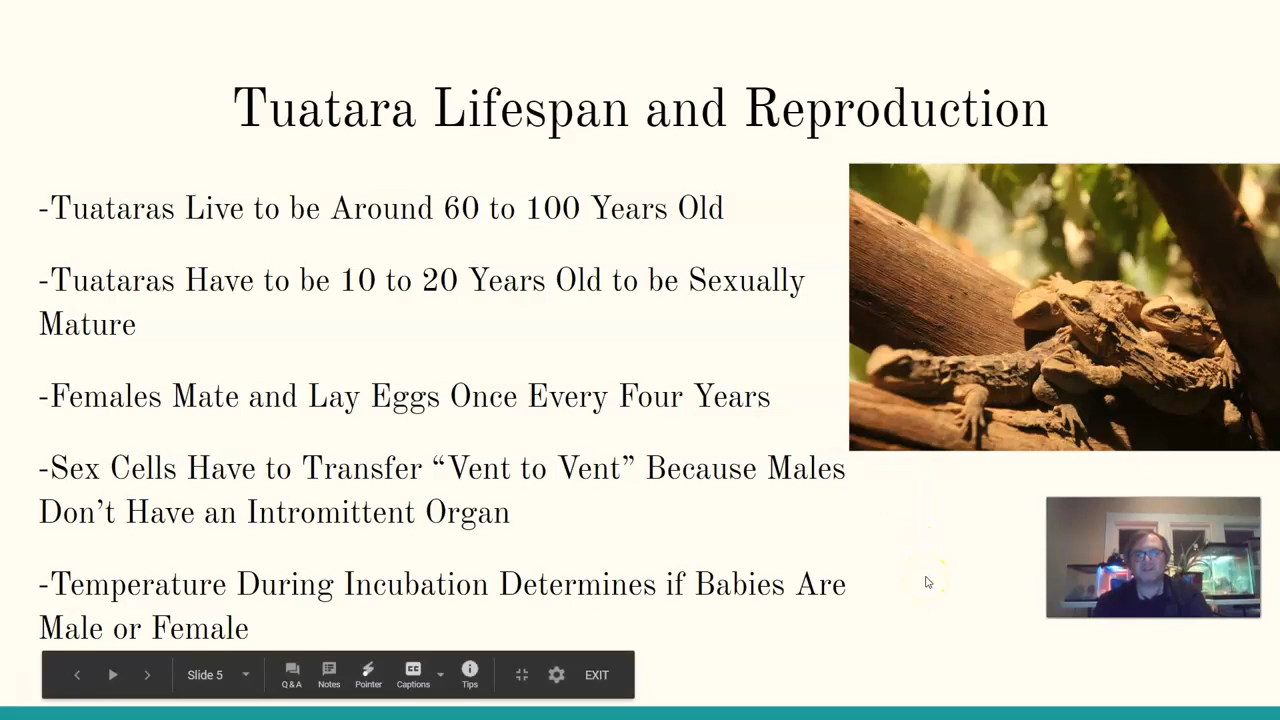 Tuatara Lifespan and Reproduction
-Tuataras Live to be Around 60 to 100 Years Old
-Tuataras Have to be 10 to 20 Years Old to be Sexually
Mature
-Females Mate and Lay Eggs Once Every Four Years
-Sex Cells Have to Transfer “Vent to Vent” Because Males
Don’t Have an Intromittent Organ
-Temperature During Incubation Determines if Babies Are
Male or Female
Slide 5
Q & A
Notes
Pointer
CC
Captions
Tips
EXIT